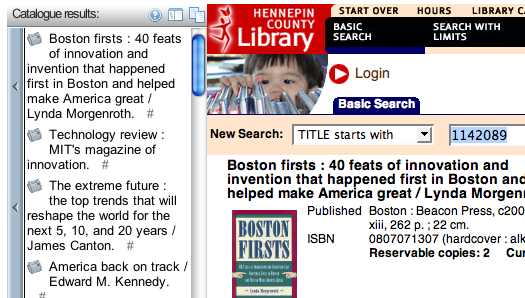 Catalogue results:
Boston firsts : 40 feats
of innovation and
invention that happened
first in Boston and helped
make America great /
Lynda Morgenroth. #
Technology review :
MIT's magazine of
innovation. #
The extreme future :
the top trends that will
reshape the world for the
next 5, 10, and 20 years /
James Canton. #
America back on track /
Edward M. Kennedy.
#
HENNEPIN
COUNTY
Library
START OVER HOURS LIBRARY CA
BASIC
SEARCH
SEARCH WITH
LIMITS
Login
Basic Search
New Search: TITLE starts with 1142089
Boston firsts : 40 feats of innovation and
invention that happened first in Boston and
helped make America great / Lynda Morgenr
Published Boston : Beacon Press, c200
xiii, 262 p. ; 22 cm.
ISBN 0807071307 (hardcover : alk
Reservable copies: 2 Cur
BOSTON
FIRSTS
Lynda Morgenroth